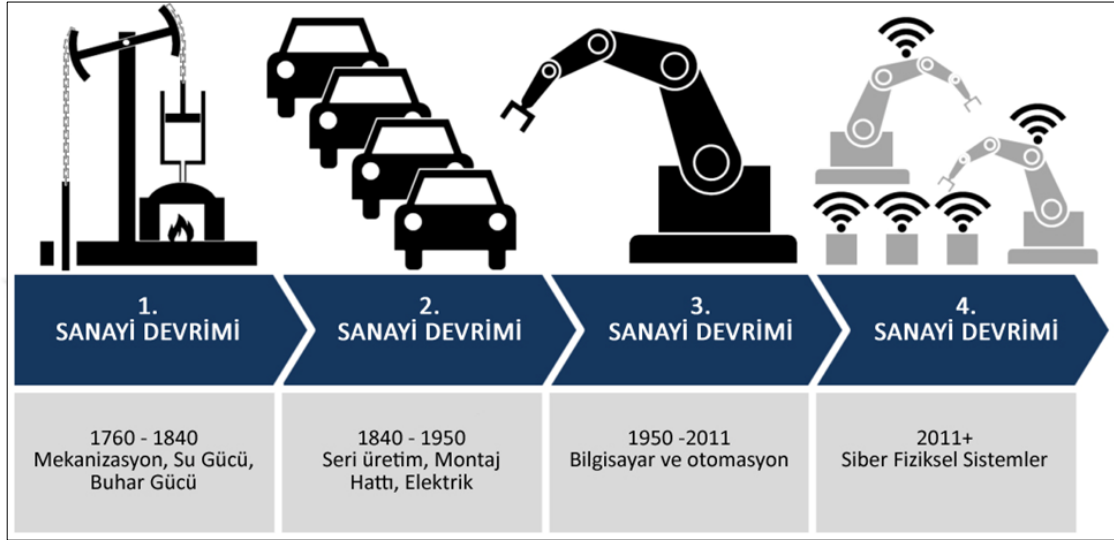 1.
SANAYİ DEVRİMİ
2.
SANAYİ DEVRİMİ
3.
SANAYİ DEVRİMİ
4.
SANAYİ DEVRİMİ
1760 - 1840
Mekanizasyon, Su Gücü,
Buhar Gücü
1840 - 1950
Seri üretim, Montaj
Hattı, Elektrik
1950 -2011
Bilgisayar ve otomasyon
2011+
Siber Fiziksel Sistemler